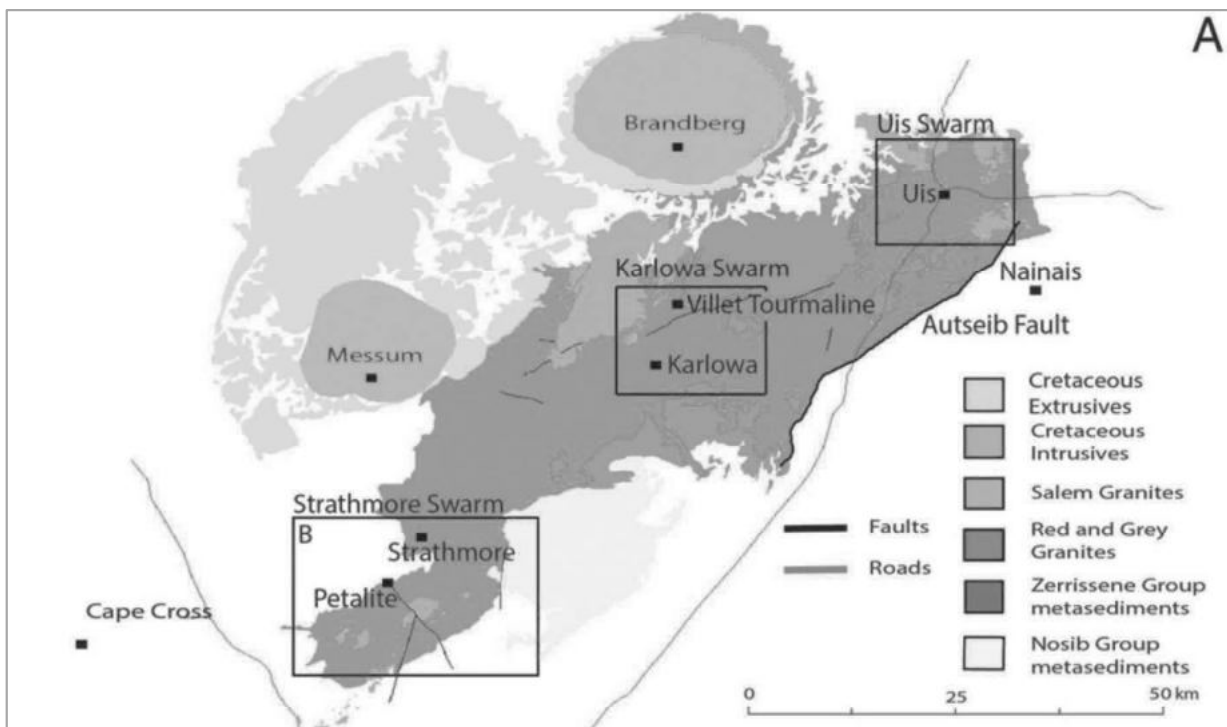 A
Brandberg
Uis Swarm
Uis
Karlowa Swarm
Villet Tourmaline
Nainais
Autseib Fault
Messum
Karlowa
Cretaceous
Extrusives
Cretaceous
Intrusives
Salem Granites
Red and Grey
Granites
Zerrissene Group
metasediments
Nosib Group
metasediments
Faults
Roads
Strathmore Swarm
B
Strathmore
Petalite
Cape Cross
0
25
50 km